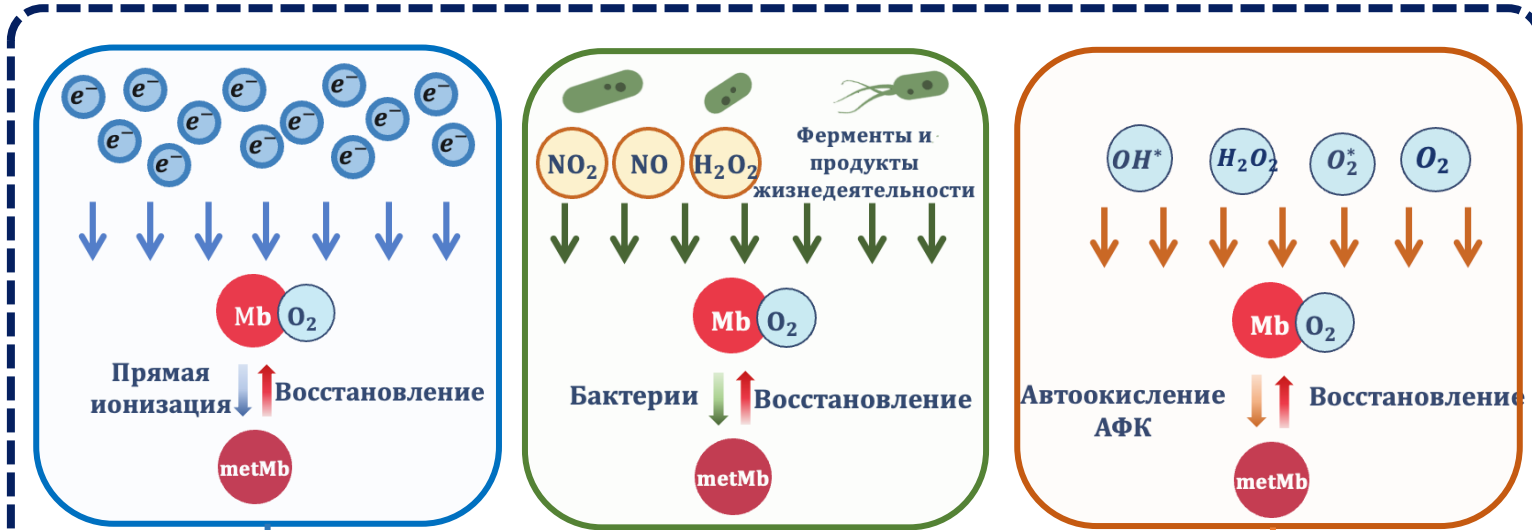 e⁻ e⁻ e⁻ e⁻ e⁻
e⁻ e⁻ e⁻ e⁻ e⁻
e⁻ e⁻ e⁻
Mb O₂
Прямая
ионизация
Восстановление
metMb
NO₂ NO H₂O₂
Ферменты и
продукты
жизнедеятельности
Mb O₂
Бактерии
Восстановление
metMb
OH* H₂O₂ O₂* O₂
Mb O₂
Автоокисление
АФК
Восстановление
metMb